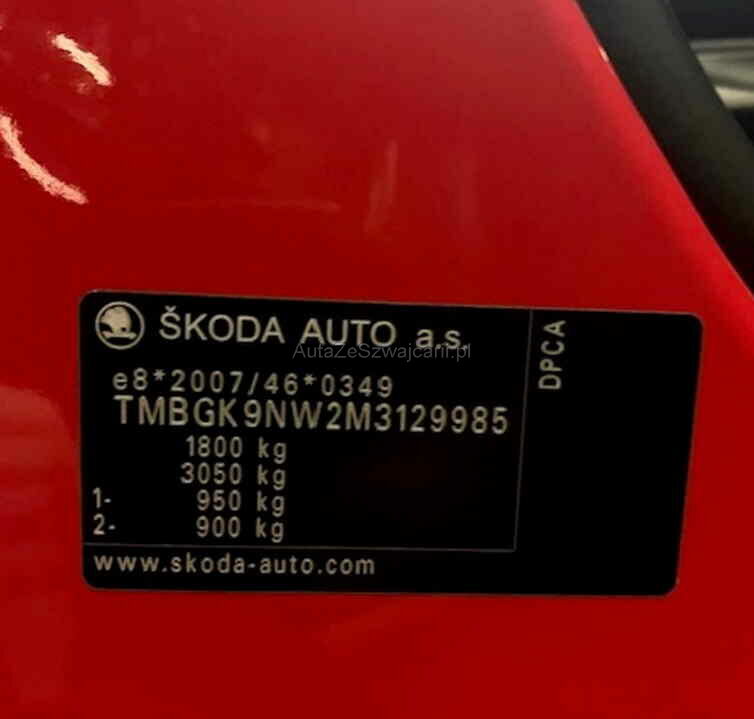 ŠKODA AUTO a.s.
AutaZeSzwajcarii.pl
e8*2007/46*0349
TMBGK9NW2M3129985
1800 kg
3050 kg
1- 950 kg
2- 900 kg
www.skoda-auto.com
DPCA